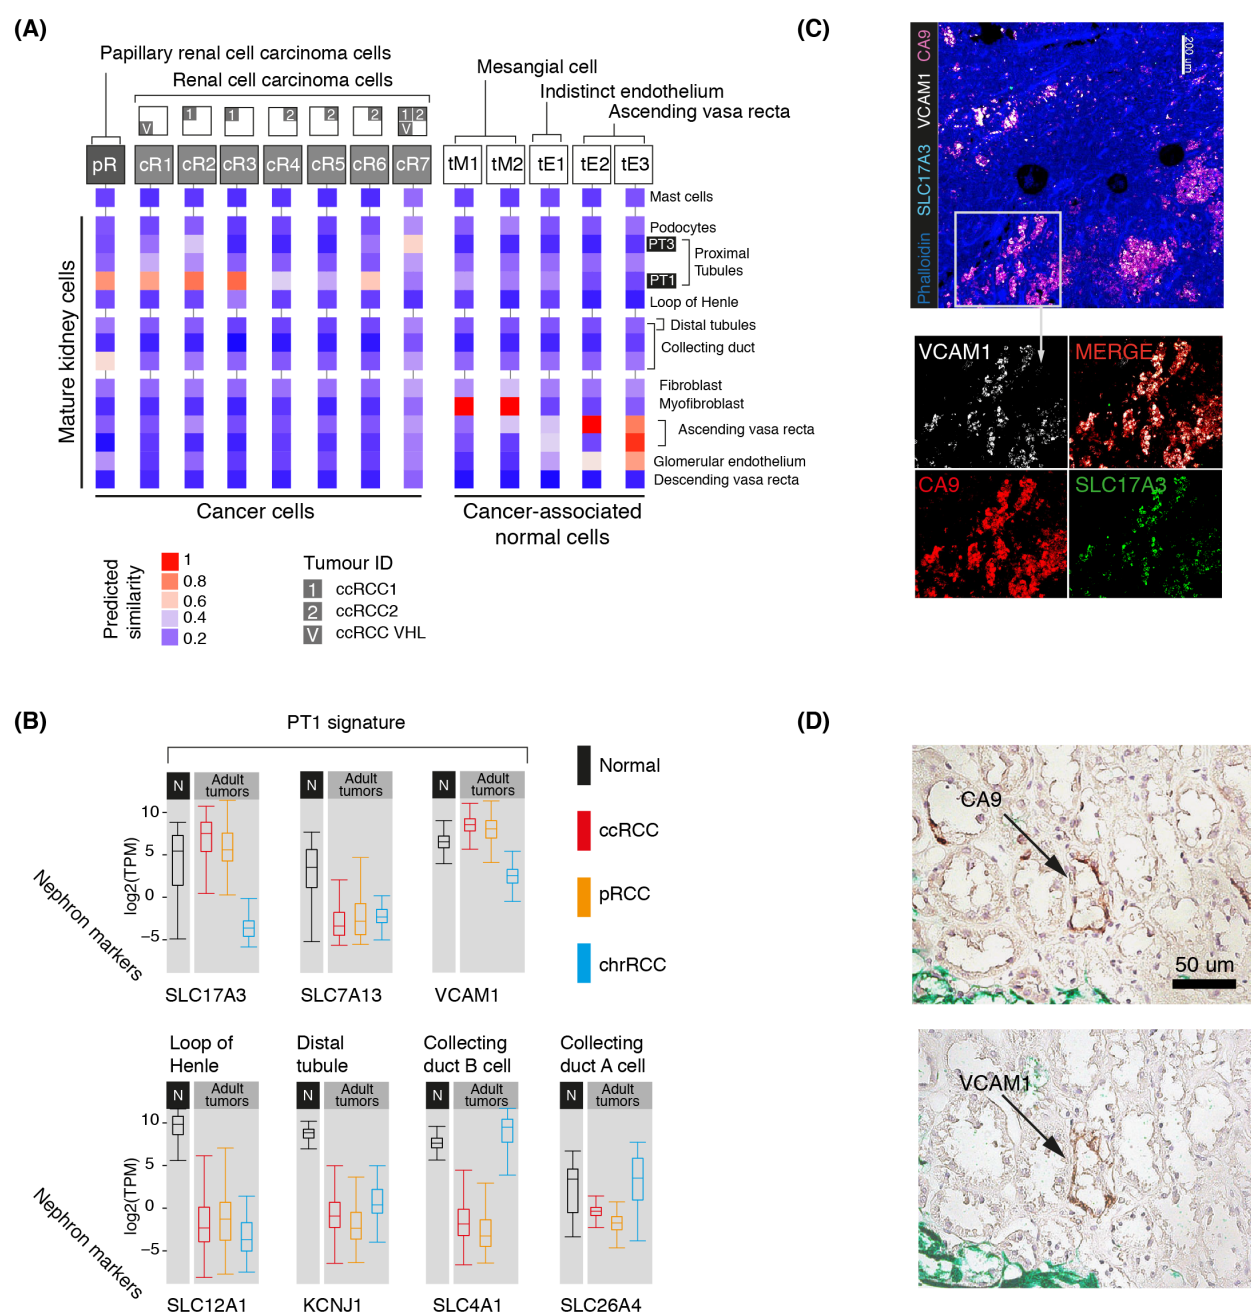 (A)
Papillary renal cell carcinoma cells
Renal cell carcinoma cells
Mesangial cell
Indistinct endothelium
Ascending vasa recta
V
1
1
2
2
2
1 2
V
pR
cR1
cR2
cR3
cR4
cR5
cR6
cR7
tM1
tM2
tE1
tE2
tE3
Mature kidney cells
Mast cells
Podocytes
PT3
PT1
Proximal
Tubules
Loop of Henle
Distal tubules
Collecting duct
Fibroblast
Myofibroblast
Ascending vasa recta
Glomerular endothelium
Descending vasa recta
Cancer cells
Cancer-associated
normal cells
Predicted
similarity
1
0.8
0.6
0.4
0.2
Tumour ID
1 ccRCC1
2 ccRCC2
V ccRCC VHL
(B)
PT1 signature
Nephron markers
log2(TPM)
10
5
0
−5
N
Adult
tumors
SLC17A3
N
Adult
tumors
SLC7A13
N
Adult
tumors
VCAM1
Normal
ccRCC
pRCC
chrRCC
Nephron markers
log2(TPM)
10
5
0
−5
Loop of
Henle
N
Adult
tumors
SLC12A1
Distal
tubule
N
Adult
tumors
KCNJ1
Collecting
duct B cell
N
Adult
tumors
SLC4A1
Collecting
duct A cell
N
Adult
tumors
SLC26A4
(C)
Phalloidin SLC17A3 VCAM1 CA9
200 um
VCAM1
MERGE
CA9
SLC17A3
(D)
CA9
50 um
VCAM1